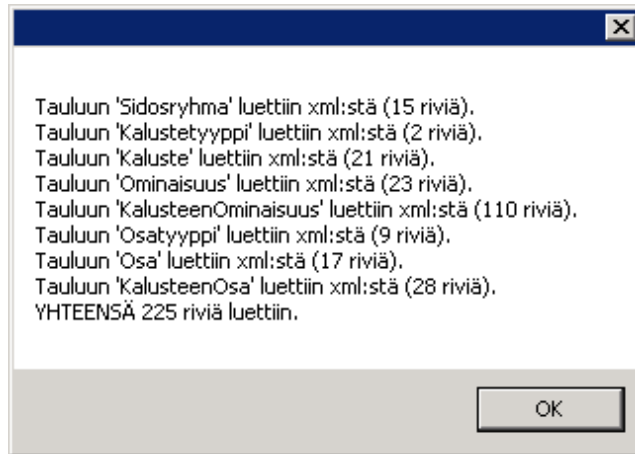 Tauluun 'Sidosryhma' luettiin xml:stä (15 riviä).
Tauluun 'Kalustetyyppi' luettiin xml:stä (2 riviä).
Tauluun 'Kaluste' luettiin xml:stä (21 riviä).
Tauluun 'Ominaisuus' luettiin xml:stä (23 riviä).
Tauluun 'KalusteenOminaisuus' luettiin xml:stä (110 riviä).
Tauluun 'Osatyyppi' luettiin xml:stä (9 riviä).
Tauluun 'Osa' luettiin xml:stä (17 riviä).
Tauluun 'KalusteenOsa' luettiin xml:stä (28 riviä).
YHTEENSÄ 225 riviä luettiin.
OK